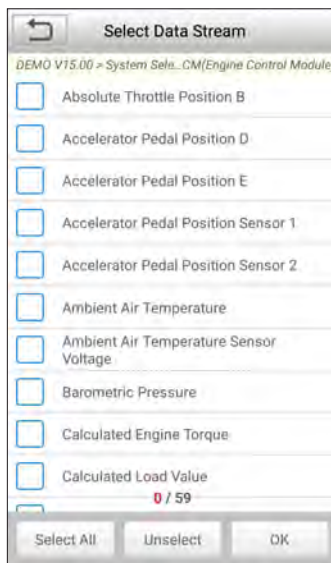 Select Data Stream
DEMO V15.00 > System Sele...CM(Engine Control Module
Absolute Throttle Position B
Accelerator Pedal Position D
Accelerator Pedal Position E
Accelerator Pedal Position Sensor 1
Accelerator Pedal Position Sensor 2
Ambient Air Temperature
Ambient Air Temperature Sensor
Voltage
Barometric Pressure
Calculated Engine Torque
Calculated Load Value
0 / 59
Select All Unselect OK